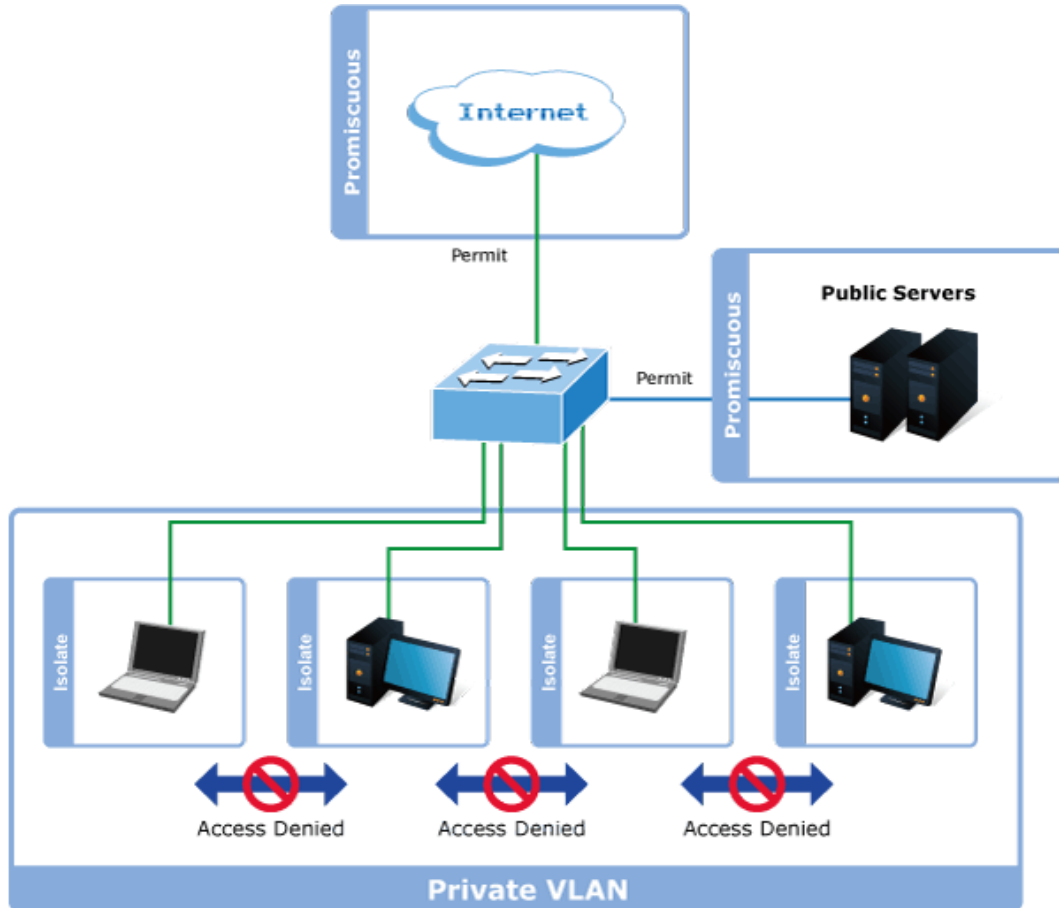 Promiscuous
Internet
Permit
Public Servers
Permit
Promiscuous
Isolate
Isolate
Isolate
Isolate
Access Denied
Access Denied
Access Denied
Private VLAN